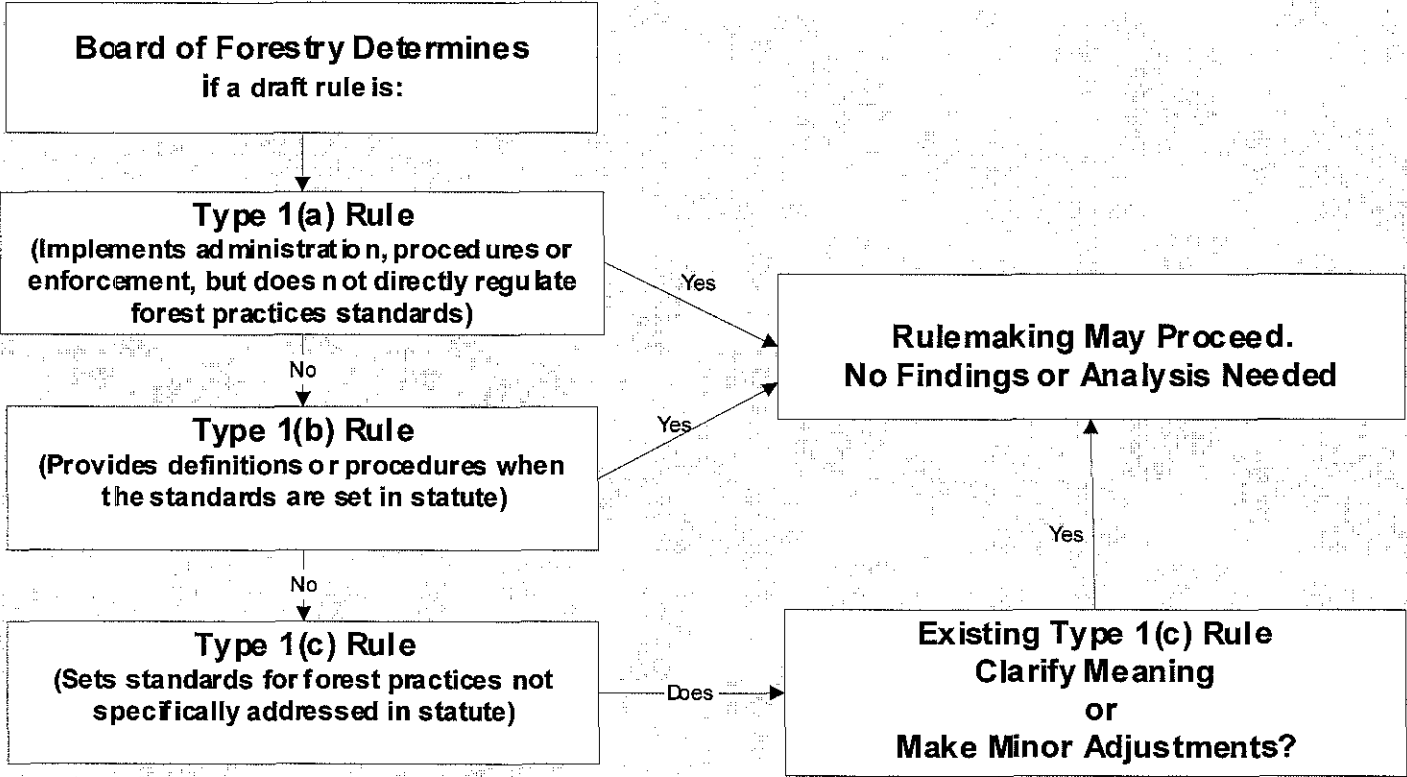 Board of Forestry Determines
if a draft rule is:
Type 1(a) Rule
(Implements administration, procedures or
enforcement, but does not directly regulate
forest practices standards)
Yes
No
Rulemaking May Proceed.
No Findings or Analysis Needed
Type 1(b) Rule
(Provides definitions or procedures when
the standards are set in statute)
Yes
No
Yes
Type 1(c) Rule
(Sets standards for forest practices not
specifically addressed in statute)
Does
Existing Type 1(c) Rule
Clarify Meaning
or
Make Minor Adjustments?